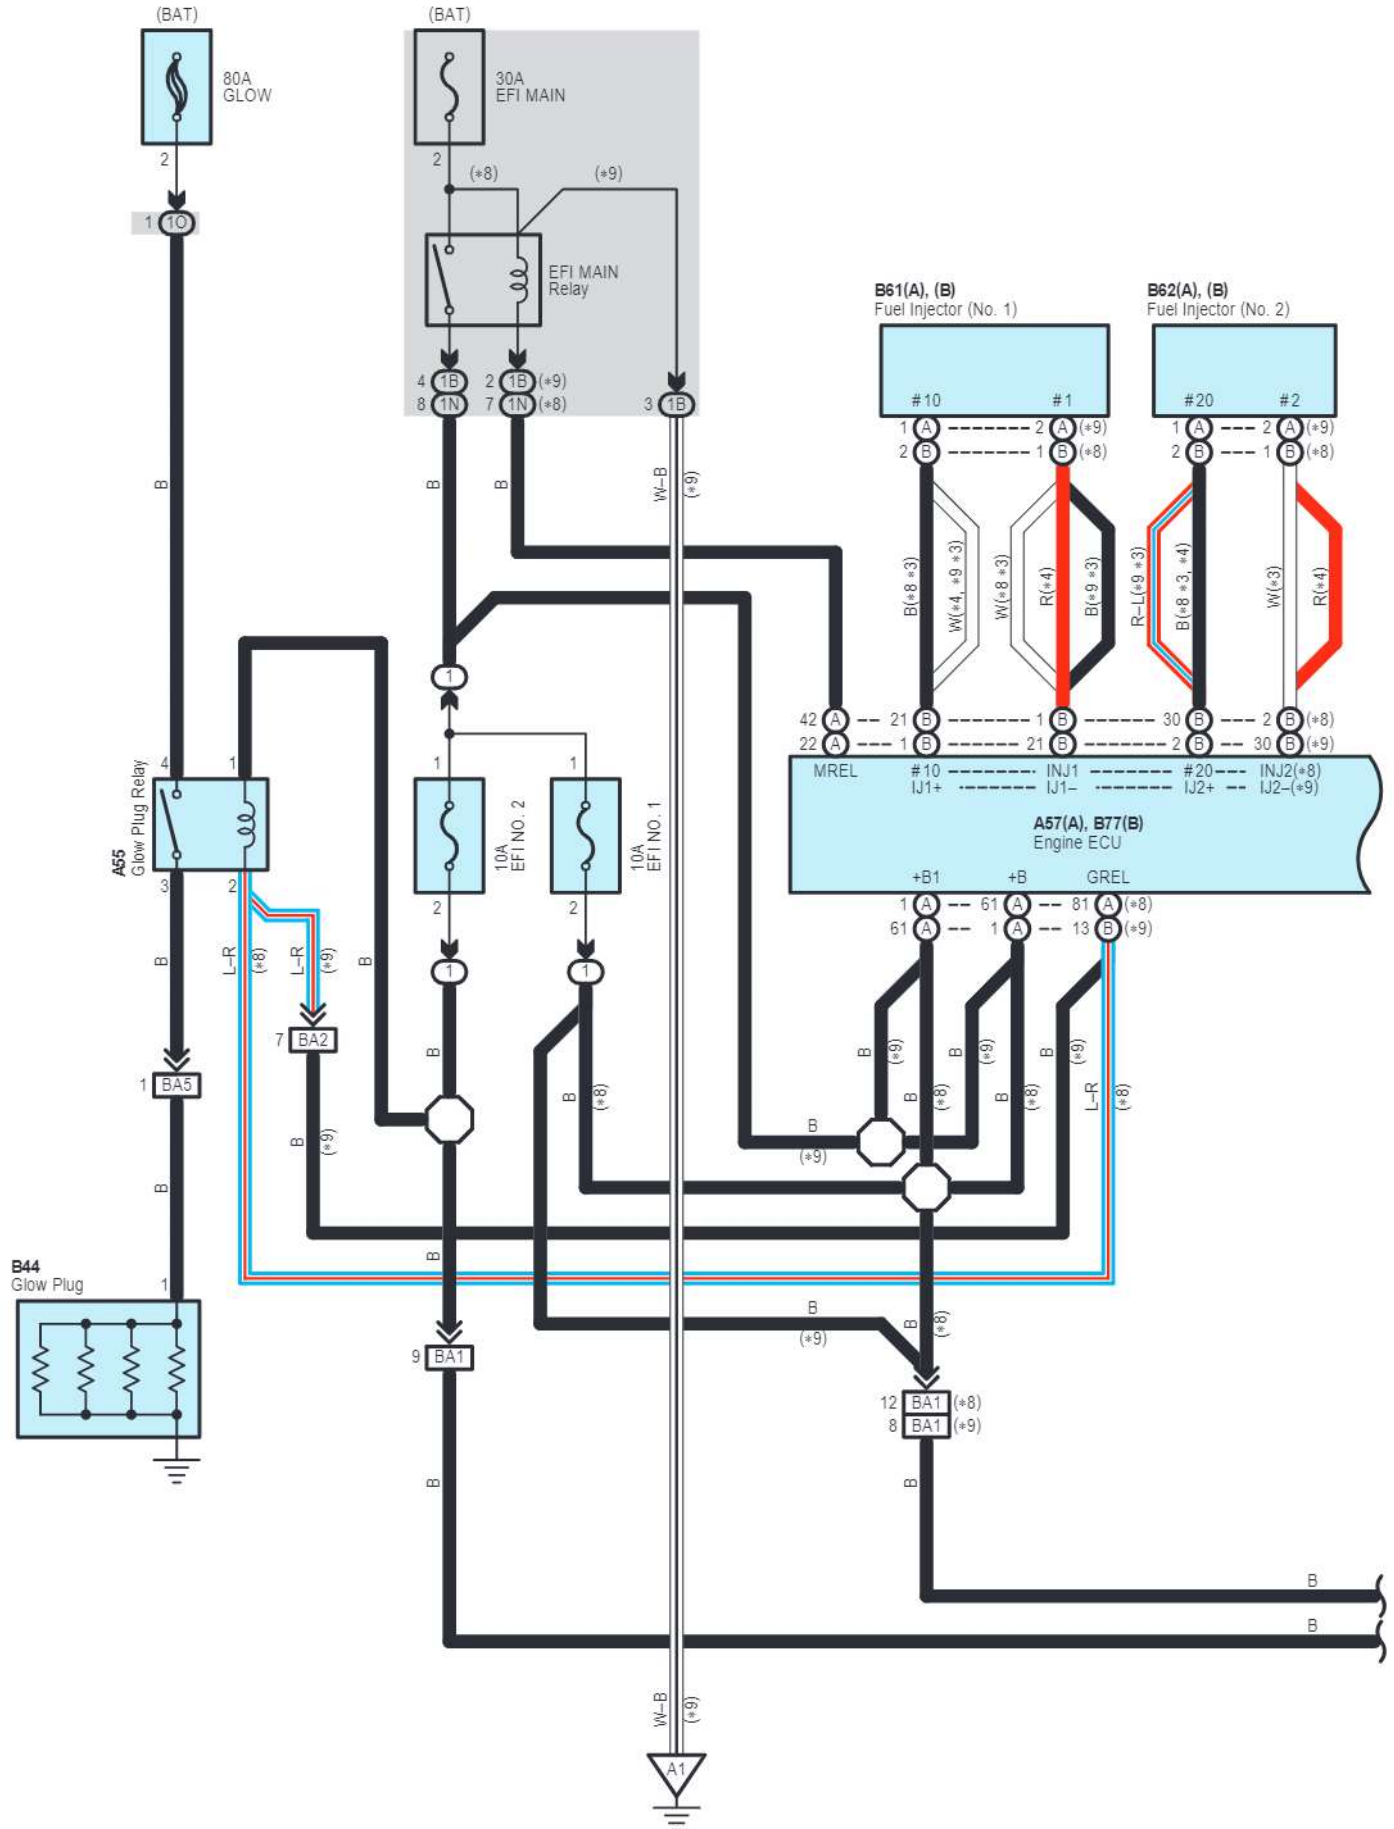 (BAT)
(BAT)
80A
GLOW
30A
EFI MAIN
2
2
(*8)
(*9)
1 1O
EFI MAIN
Relay
4 1B 2 1B (*9)
8 1N 7 1N (*8) 3 1B
B61(A), (B)
Fuel Injector (No. 1)
B62(A), (B)
Fuel Injector (No. 2)
#10 #1
#20 #2
1 A 2 A (*9)
2 B 1 B (*8)
1 A 2 A (*9)
2 B 1 B (*8)
B
B
B
W–B
(*9)
B(*8 *3)
W(*4, *9 *3)
W(*8 *3)
R(*4)
B(*9 *3)
R–L(*9 *3)
B(*8 *3, *4)
W(*3)
R(*4)
1
42 A 21 B 1 B 30 B 2 B (*8)
22 A 1 B 21 B 2 B 30 B (*9)
MREL #10 INJ1 #20 INJ2(*8)
IJ1+ IJ1– IJ2+ IJ2–(*9)
A57(A), B77(B)
Engine ECU
+B1 +B GREL
1 A 61 A 81 A (*8)
61 A 1 A 13 B (*9)
4 1
A55
Glow Plug Relay
3 2
1 1
10A
EFI NO. 2
10A
EFI NO. 1
2 2
1 1
B
L–R
(*8)
L–R
(*9)
B
7 BA2
1 BA5
B
B
(*9)
B
B
(*8)
B
(*9)
B
(*8)
B
(*9)
B
(*8)
B
(*9)
L–R
(*8)
B
(*9)
B
B44
Glow Plug
1
B
(*9)
B
(*8)
9 BA1
12 BA1 (*8)
8 BA1 (*9)
B
B
B
B
W–B
(*9)
A1